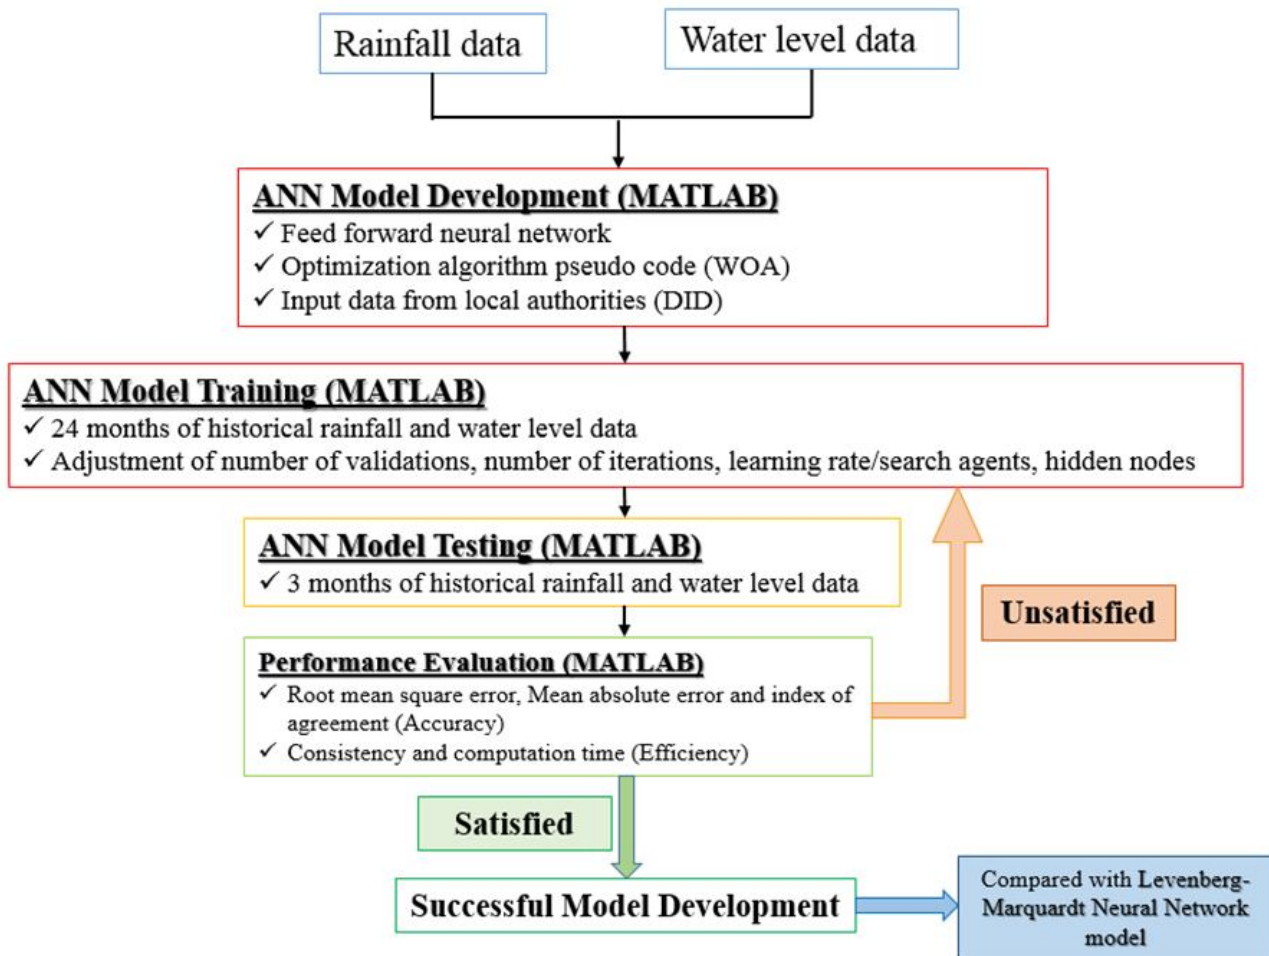 Rainfall data
Water level data
ANN Model Development (MATLAB)
✓ Feed forward neural network
✓ Optimization algorithm pseudo code (WOA)
✓ Input data from local authorities (DID)
ANN Model Training (MATLAB)
✓ 24 months of historical rainfall and water level data
✓ Adjustment of number of validations, number of iterations, learning rate/search agents, hidden nodes
ANN Model Testing (MATLAB)
✓ 3 months of historical rainfall and water level data
Unsatisfied
Performance Evaluation (MATLAB)
✓ Root mean square error, Mean absolute error and index of
agreement (Accuracy)
✓ Consistency and computation time (Efficiency)
Satisfied
Successful Model Development
Compared with Levenberg-
Marquardt Neural Network
model